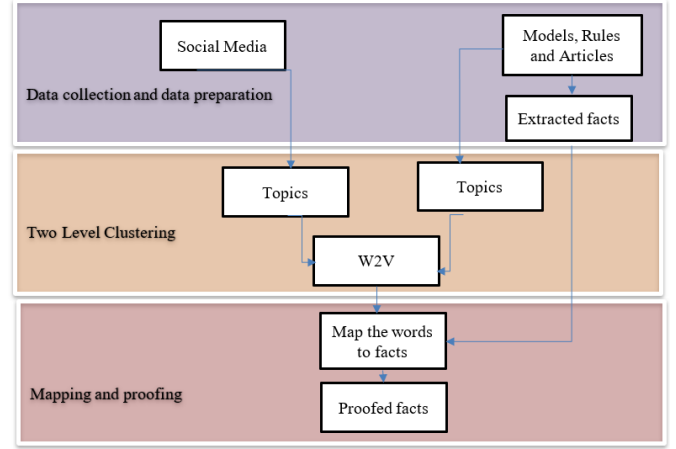 Social Media
Models, Rules
and Articles
Data collection and data preparation
Extracted facts
Topics
Topics
Two Level Clustering
W2V
Map the words
to facts
Mapping and proofing
Proofed facts